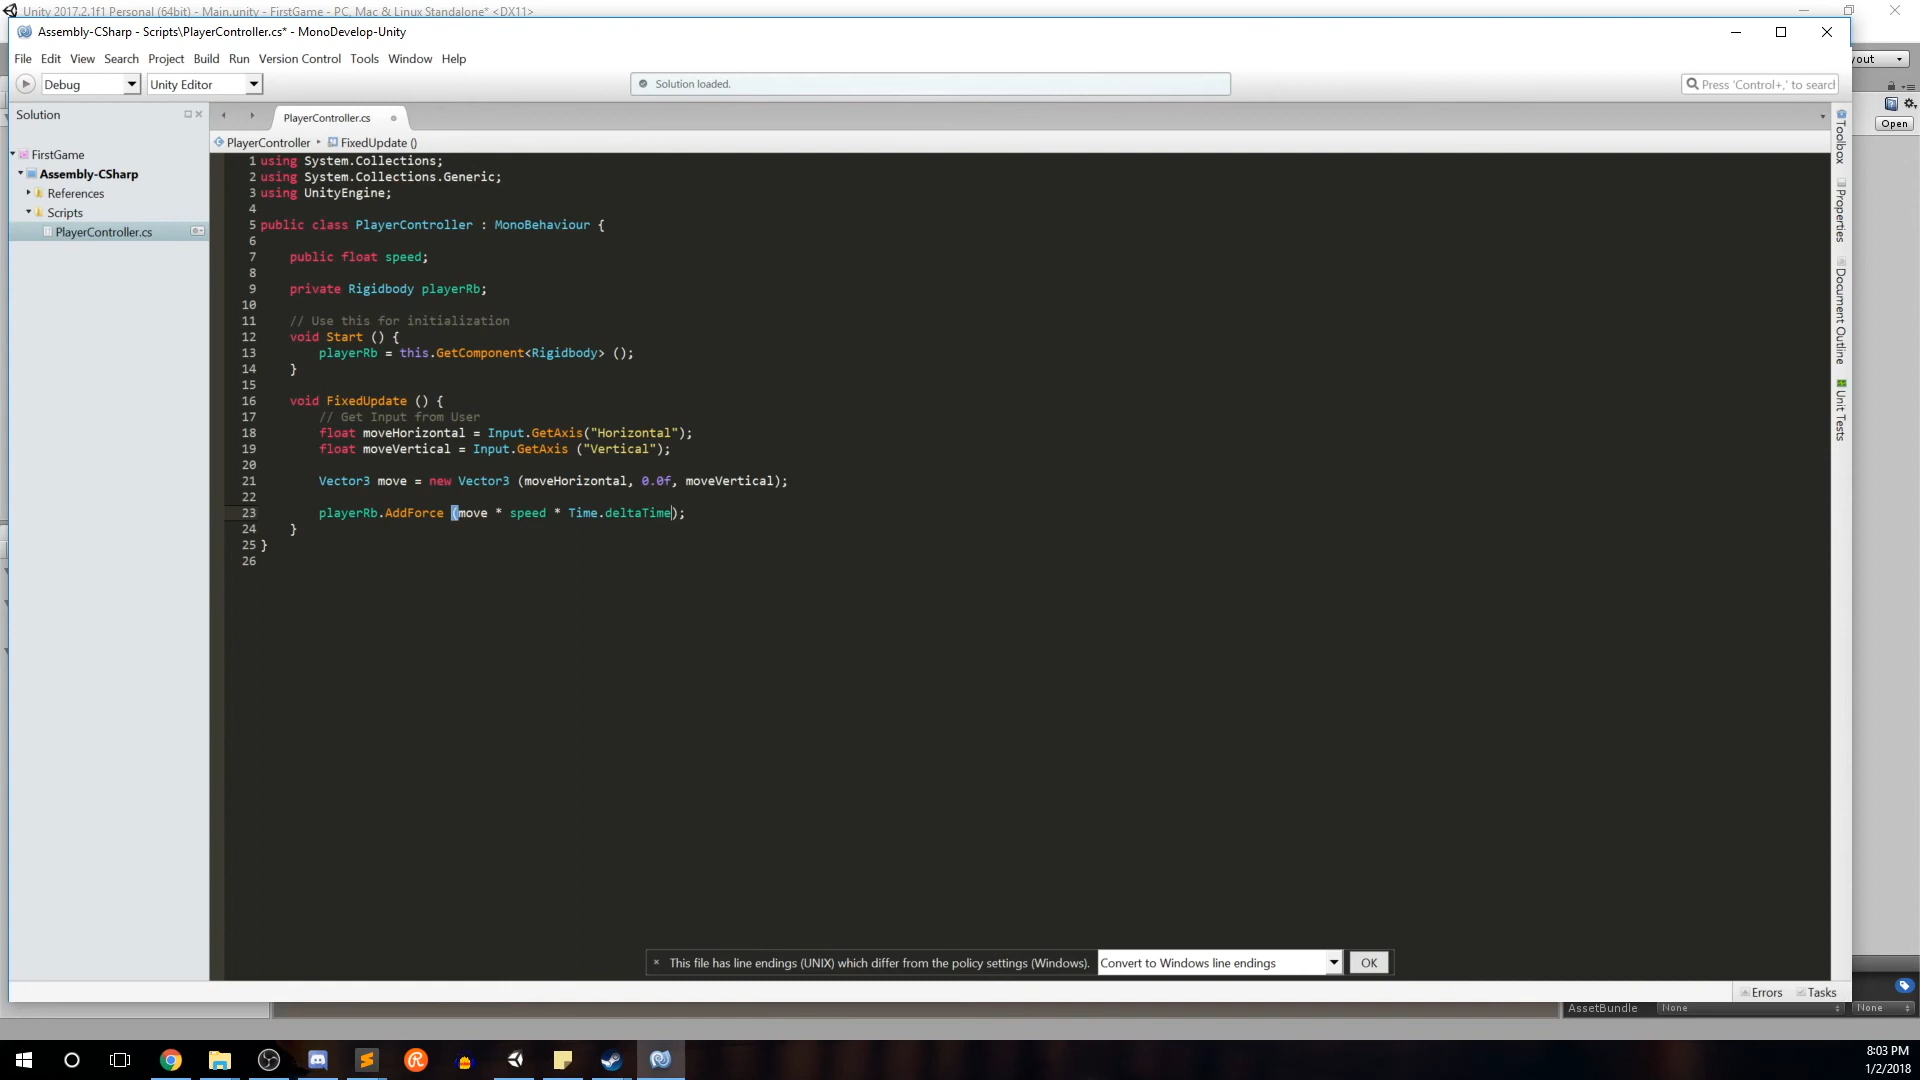 Unity 2017.2.1f1 Personal (64bit) - Main.unity - FirstGame - PC, Mac & Linux Standalone* <DX11>
Assembly-CSharp - Scripts\PlayerController.cs* - MonoDevelop-Unity
File Edit View Search Project Build Run Version Control Tools Window Help
Debug Unity Editor Solution loaded. Press 'Control+,' to search
Solution
PlayerController.cs
PlayerController FixedUpdate ()
FirstGame
Assembly-CSharp
References
Scripts
PlayerController.cs
1 using System.Collections;
2 using System.Collections.Generic;
3 using UnityEngine;
4
5 public class PlayerController : MonoBehaviour {
6
7 public float speed;
8
9 private Rigidbody playerRb;
10
11 // Use this for initialization
12 void Start () {
13 playerRb = this.GetComponent<Rigidbody> ();
14 }
15
16 void FixedUpdate () {
17 // Get Input from User
18 float moveHorizontal = Input.GetAxis("Horizontal");
19 float moveVertical = Input.GetAxis ("Vertical");
20
21 Vector3 move = new Vector3 (moveHorizontal, 0.0f, moveVertical);
22
23 playerRb.AddForce (move * speed * Time.deltaTime);
24 }
25 }
26
Toolbox
Properties
Document Outline
Unit Tests
yout
Open
× This file has line endings (UNIX) which differ from the policy settings (Windows). Convert to Windows line endings OK
Errors Tasks
AssetBundle None None
8:03 PM
1/2/2018